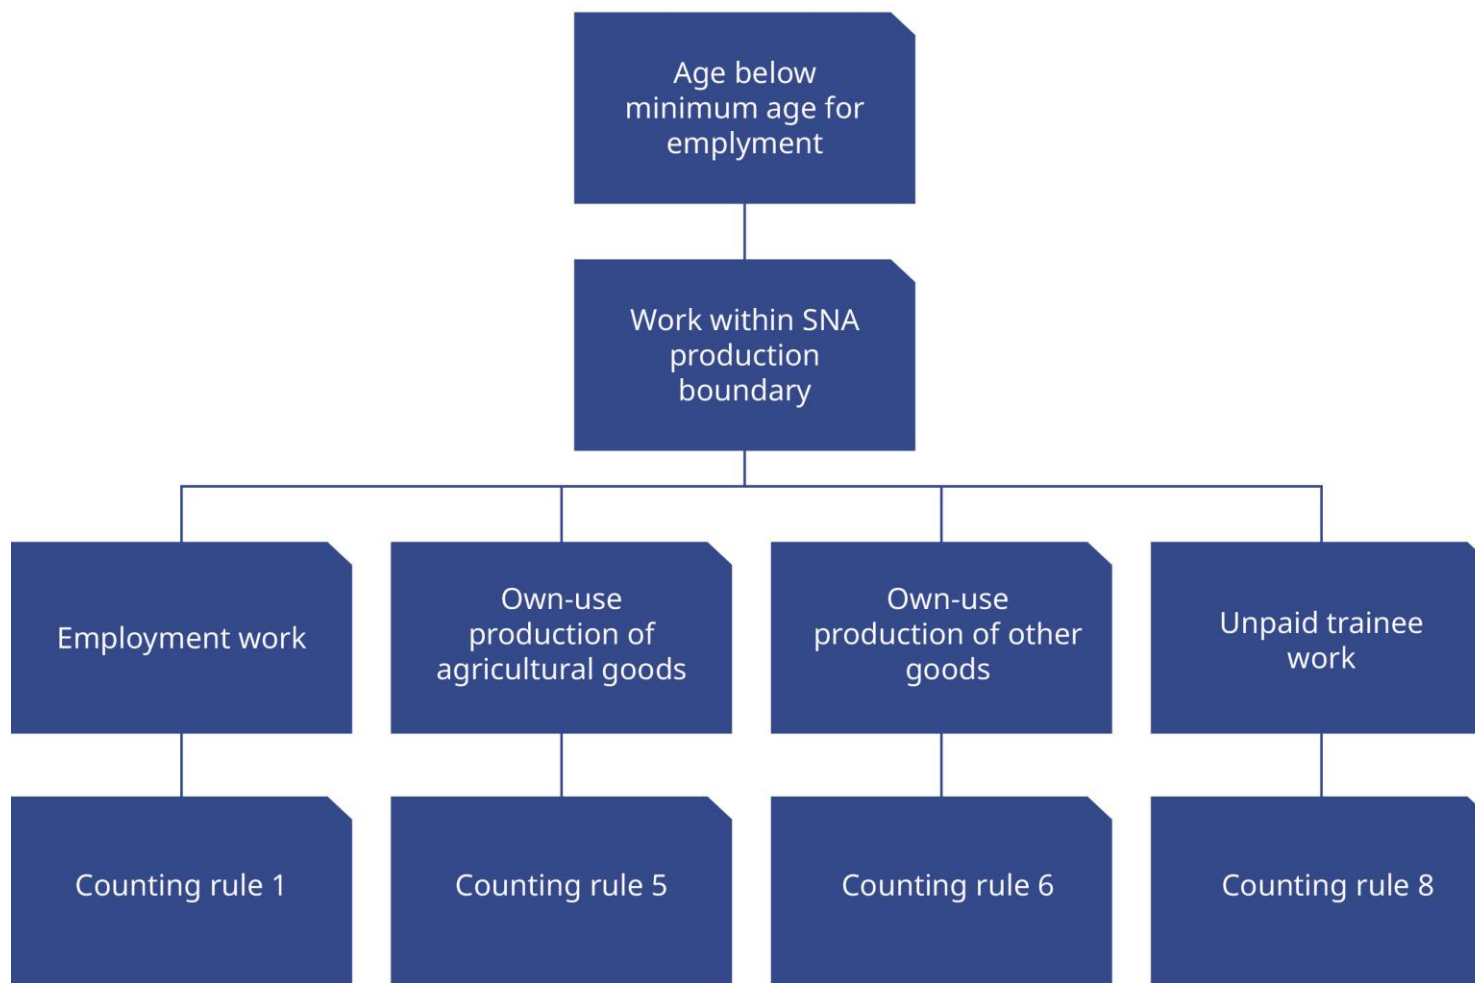 Age below
minimum age for
emplyment
Work within SNA
production
boundary
Employment work
Own-use
production of
agricultural goods
Own-use
production of other
goods
Unpaid trainee
work
Counting rule 1
Counting rule 5
Counting rule 6
Counting rule 8